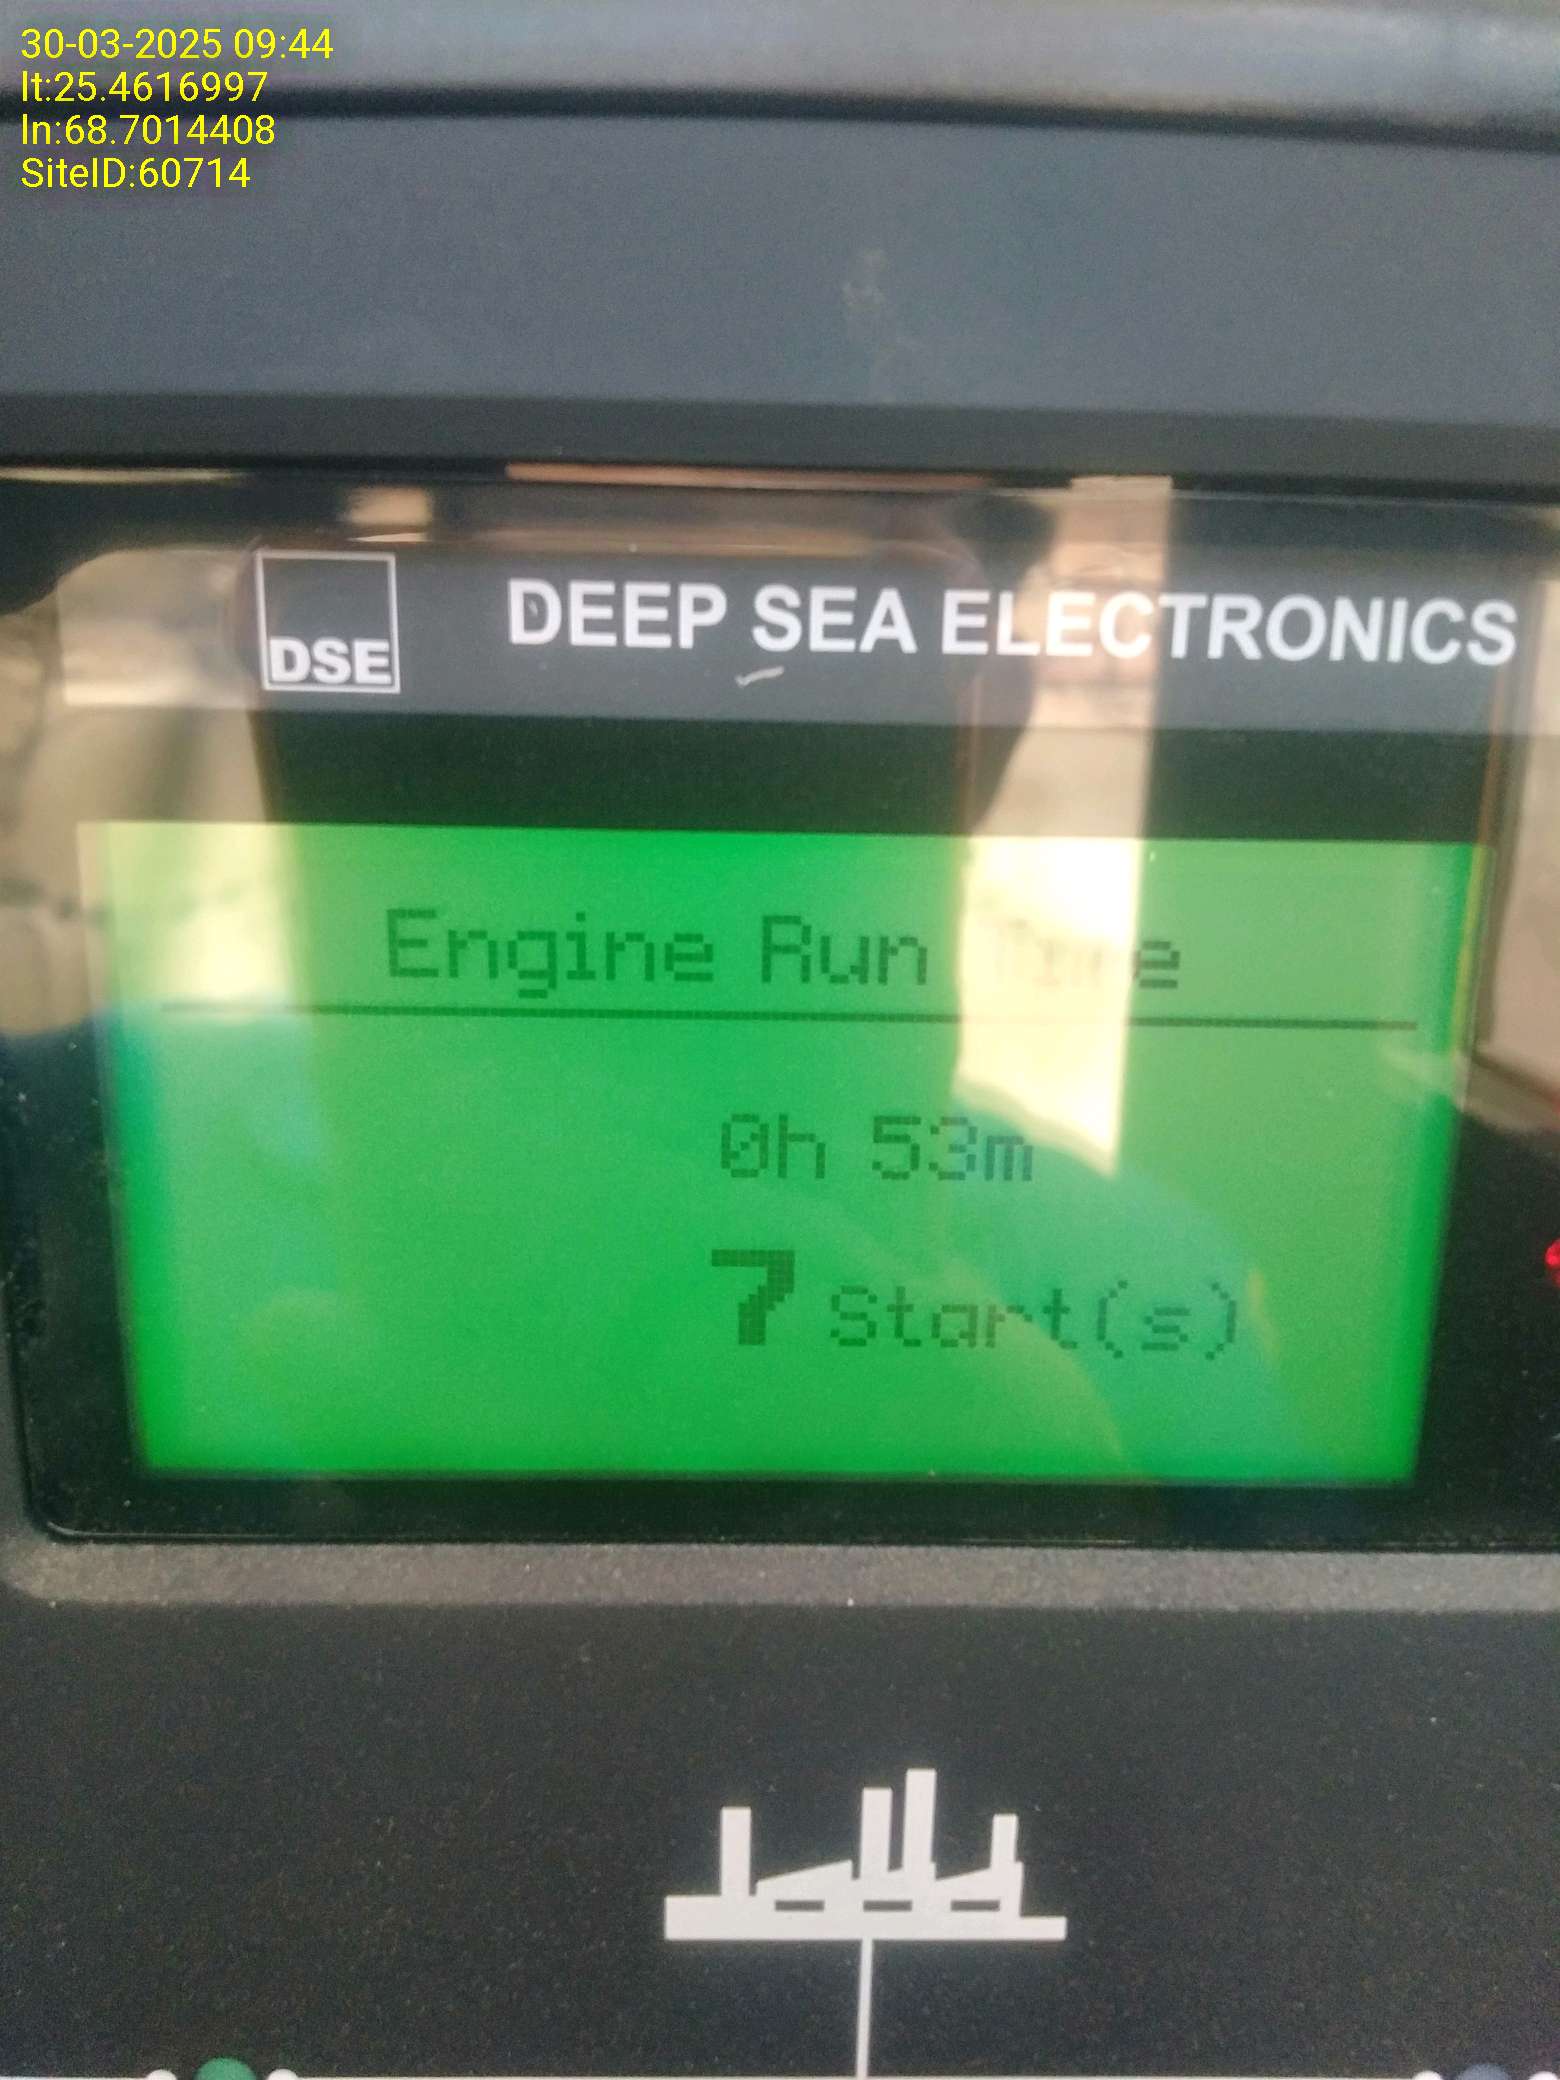 30-03-2025 09:44
lt:25.4616997
ln:68.7014408
SiteID:60714
DSE
DEEP SEA ELECTRONICS
Engine Run Time
0h 53m
7 Start(s)